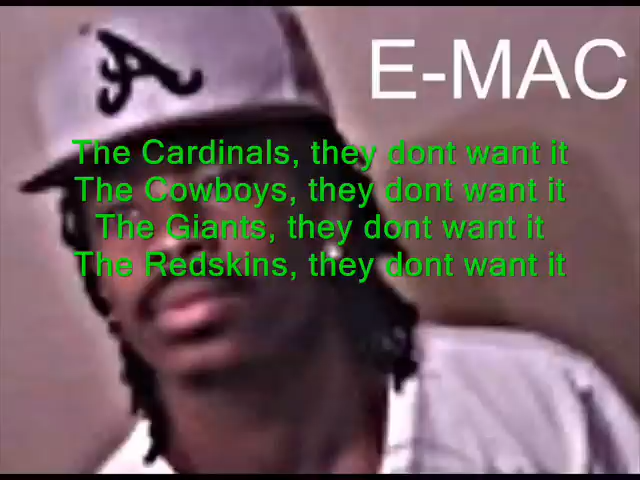 A
E-MAC
The Cardinals, they dont want it
The Cowboys, they dont want it
The Giants, they dont want it
The Redskins, they dont want it